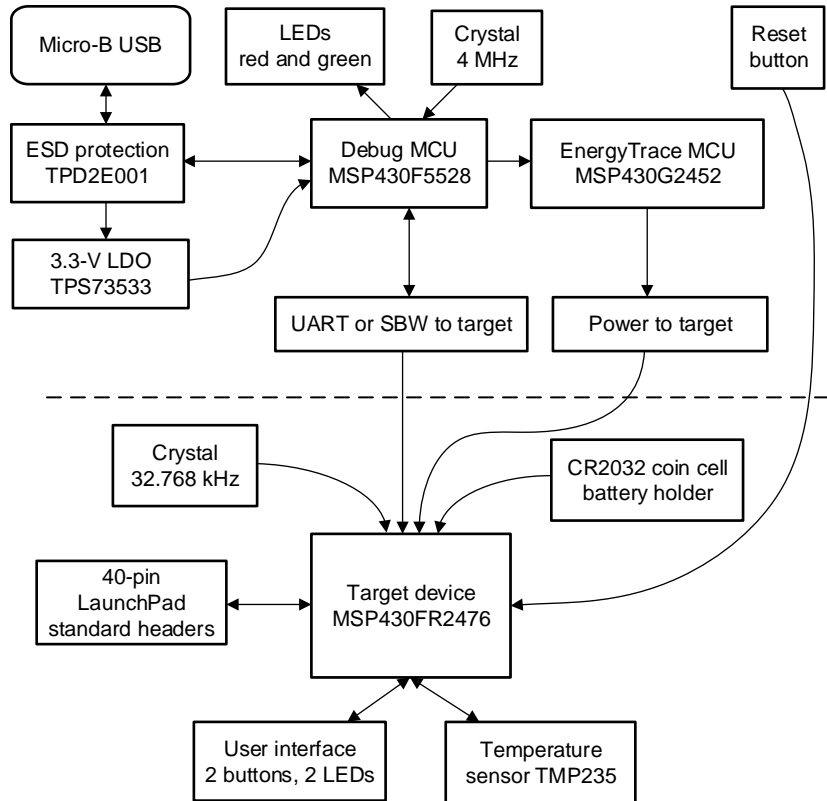 Micro-B USB
LEDs
red and green
Crystal
4 MHz
Reset
button
ESD protection
TPD2E001
Debug MCU
MSP430F5528
EnergyTrace MCU
MSP430G2452
3.3-V LDO
TPS73533
UART or SBW to target
Power to target
Crystal
32.768 kHz
CR2032 coin cell
battery holder
40-pin
LaunchPad
standard headers
Target device
MSP430FR2476
User interface
2 buttons, 2 LEDs
Temperature
sensor TMP235